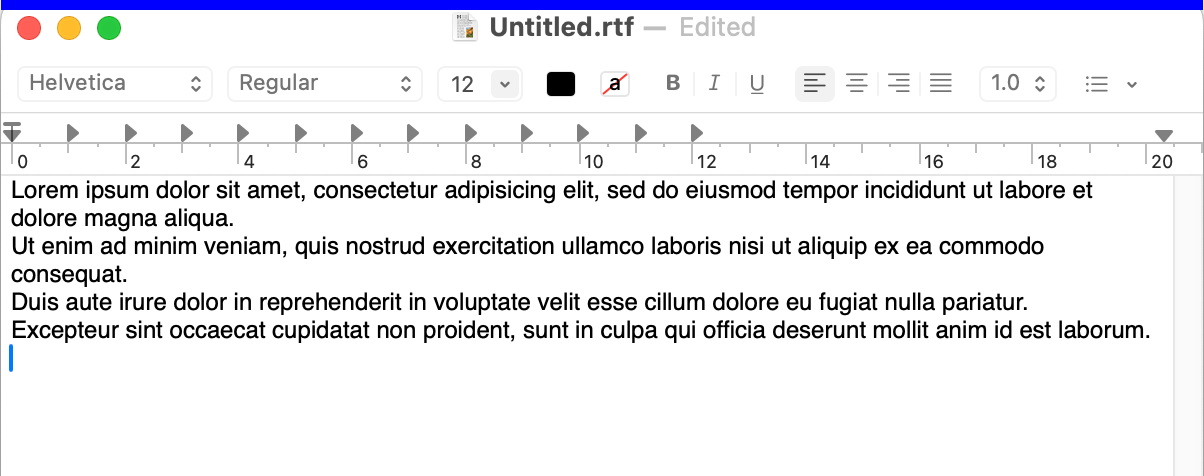 Untitled.rtf — Edited
Helvetica Regular 12 a B I U 1.0
0 2 4 6 8 10 12 14 16 18 20
Lorem ipsum dolor sit amet, consectetur adipisicing elit, sed do eiusmod tempor incididunt ut labore et
dolore magna aliqua.
Ut enim ad minim veniam, quis nostrud exercitation ullamco laboris nisi ut aliquip ex ea commodo
consequat.
Duis aute irure dolor in reprehenderit in voluptate velit esse cillum dolore eu fugiat nulla pariatur.
Excepteur sint occaecat cupidatat non proident, sunt in culpa qui officia deserunt mollit anim id est laborum.